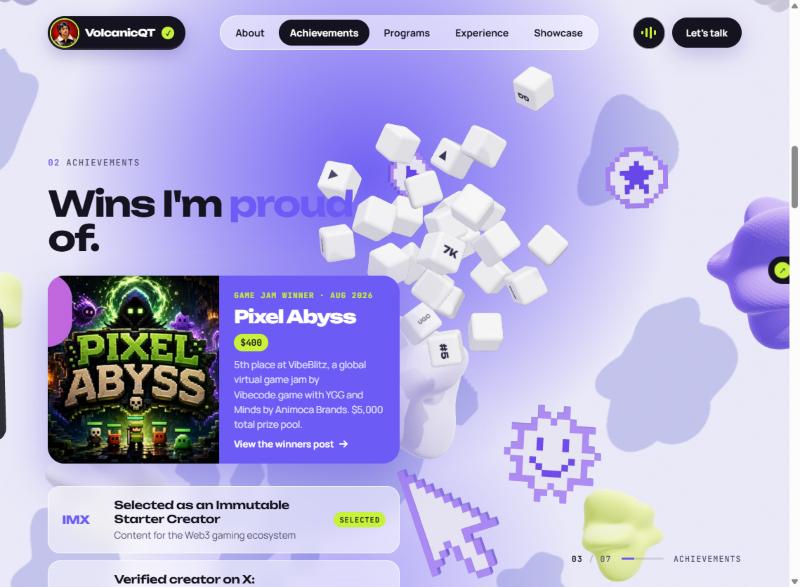 VolcanicQT
About
Achievements
Programs
Experience
Showcase
Let's talk
02 ACHIEVEMENTS
Wins I'm proud
of.
PIXEL
ABYSS
GAME JAM WINNER · AUG 2026
Pixel Abyss
$400
5th place at VibeBlitz, a global
virtual game jam by
Vibecode.game with YGG and
Minds by Animoca Brands. $5,000
total prize pool.
View the winners post →
7K
UGC
#5
IMX
Selected as an Immutable
Starter Creator
Content for the Web3 gaming ecosystem
SELECTED
Verified creator on X:
03 / 07
ACHIEVEMENTS